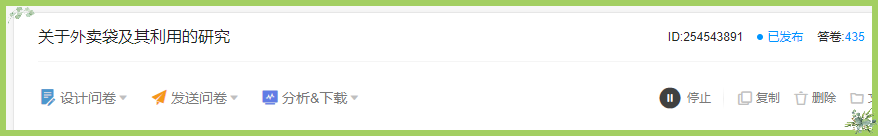 关于外卖袋及其利用的研究 ID:254543891 已发布 答卷:435
设计问卷 发送问卷 分析&下载 停止 复制 删除